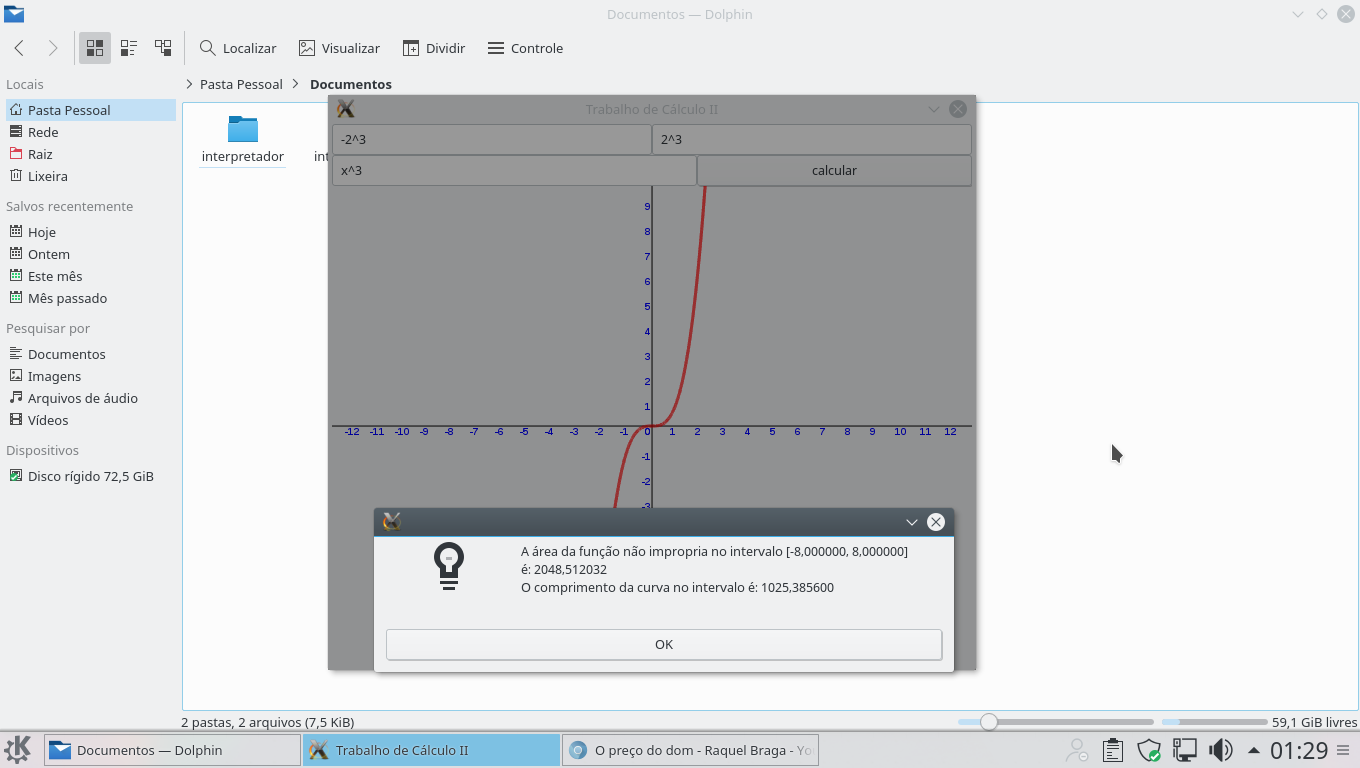 Documentos — Dolphin
Localizar Visualizar Dividir Controle
Locais
Pasta Pessoal
Rede
Raiz
Lixeira
Salvos recentemente
Hoje
Ontem
Este mês
Mês passado
Pesquisar por
Documentos
Imagens
Arquivos de áudio
Vídeos
Dispositivos
Disco rígido 72,5 GiB
Pasta Pessoal Documentos
interpretador int
Trabalho de Cálculo II
-2^3 2^3
x^3 calcular
9
8
7
6
5
4
3
2
1
-12 -11 -10 -9 -8 -7 -6 -5 -4 -3 -2 -1 0 1 2 3 4 5 6 7 8 9 10 11 12
-1
-2
-3
A área da função não impropria no intervalo [-8,000000, 8,000000]
é: 2048,512032
O comprimento da curva no intervalo é: 1025,385600
OK
2 pastas, 2 arquivos (7,5 KiB) 59,1 GiB livres
Documentos — Dolphin Trabalho de Cálculo II O preço do dom - Raquel Braga - Yo 01:29